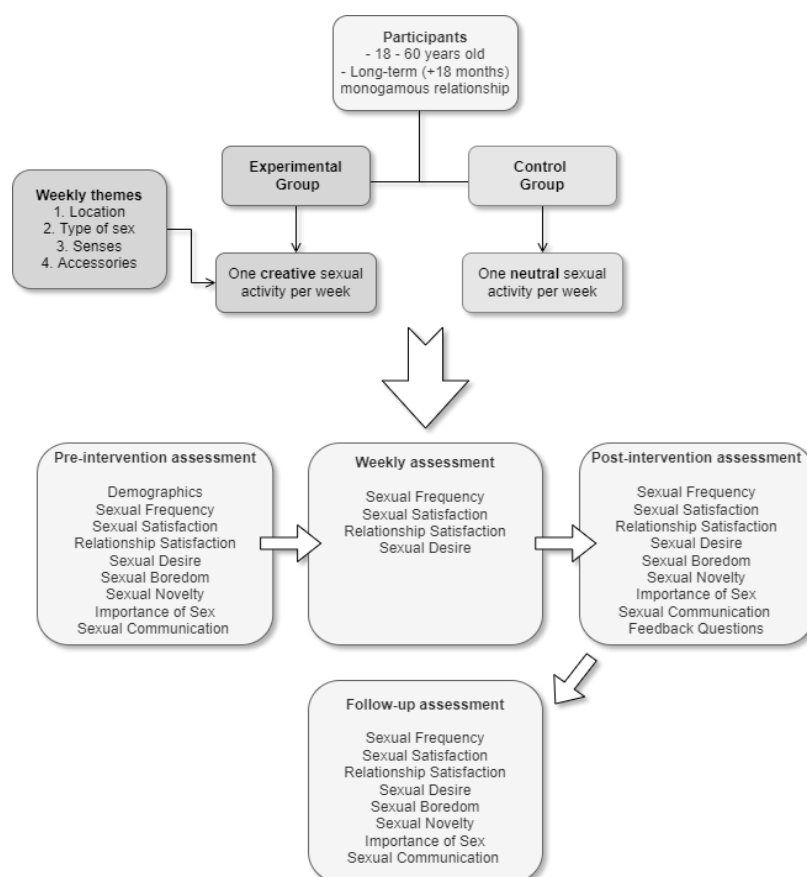 Participants
- 18 - 60 years old
- Long-term (+18 months)
monogamous relationship
Experimental
Group
Control
Group
Weekly themes
1. Location
2. Type of sex
3. Senses
4. Accessories
One creative sexual
activity per week
One neutral sexual
activity per week
Pre-intervention assessment
Demographics
Sexual Frequency
Sexual Satisfaction
Relationship Satisfaction
Sexual Desire
Sexual Boredom
Sexual Novelty
Importance of Sex
Sexual Communication
Weekly assessment
Sexual Frequency
Sexual Satisfaction
Relationship Satisfaction
Sexual Desire
Post-intervention assessment
Sexual Frequency
Sexual Satisfaction
Relationship Satisfaction
Sexual Desire
Sexual Boredom
Sexual Novelty
Importance of Sex
Sexual Communication
Feedback Questions
Follow-up assessment
Sexual Frequency
Sexual Satisfaction
Relationship Satisfaction
Sexual Desire
Sexual Boredom
Sexual Novelty
Importance of Sex
Sexual Communication